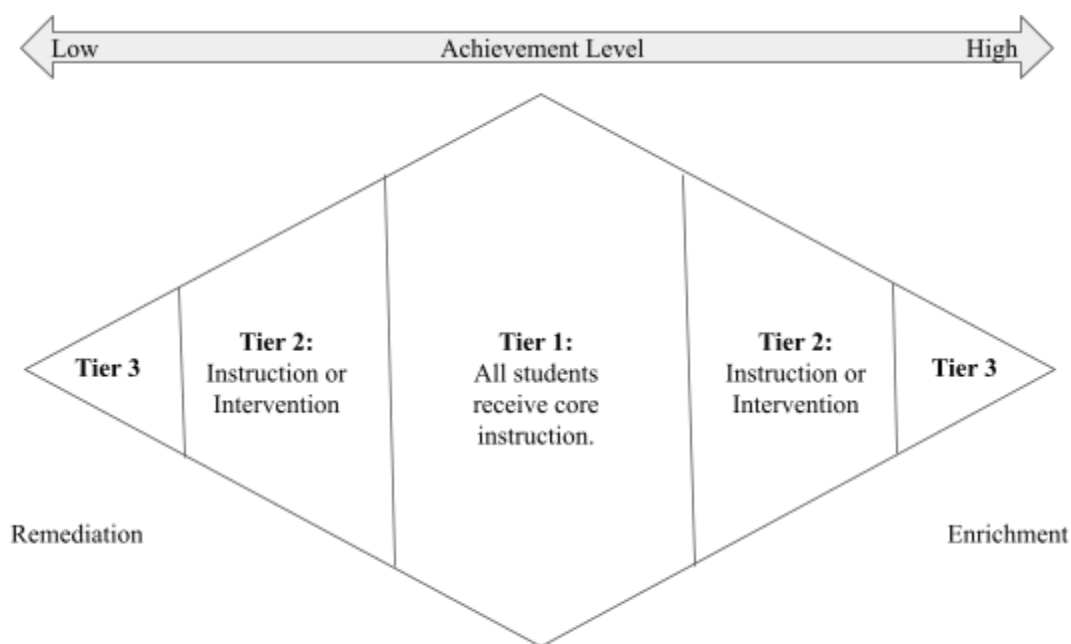 Low Achievement Level High
Tier 3
Tier 2:
Instruction or
Intervention
Tier 1:
All students
receive core
instruction.
Tier 2:
Instruction or
Intervention
Tier 3
Remediation
Enrichment